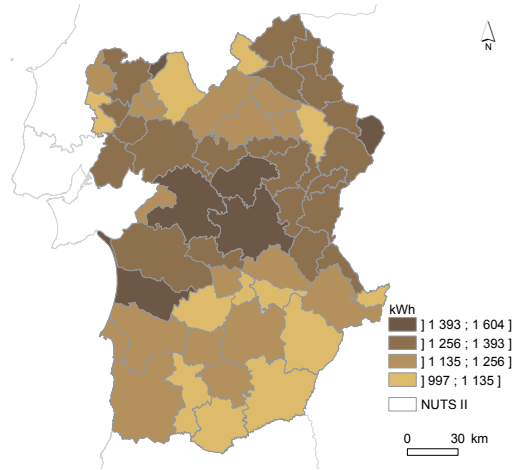 N
kWh
] 1 393 ; 1 604 ]
] 1 256 ; 1 393 ]
] 1 135 ; 1 256 ]
] 997 ; 1 135 ]
NUTS II
0 30 km